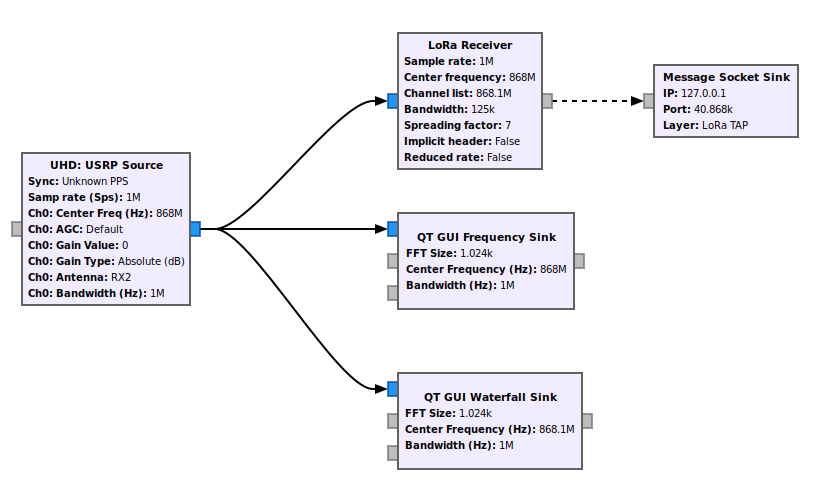 UHD: USRP Source
Sync: Unknown PPS
Samp rate (Sps): 1M
Ch0: Center Freq (Hz): 868M
Ch0: AGC: Default
Ch0: Gain Value: 0
Ch0: Gain Type: Absolute (dB)
Ch0: Antenna: RX2
Ch0: Bandwidth (Hz): 1M
LoRa Receiver
Sample rate: 1M
Center frequency: 868M
Channel list: 868.1M
Bandwidth: 125k
Spreading factor: 7
Implicit header: False
Reduced rate: False
Message Socket Sink
IP: 127.0.0.1
Port: 40.868k
Layer: LoRa TAP
QT GUI Frequency Sink
FFT Size: 1.024k
Center Frequency (Hz): 868M
Bandwidth (Hz): 1M
QT GUI Waterfall Sink
FFT Size: 1.024k
Center Frequency (Hz): 868.1M
Bandwidth (Hz): 1M